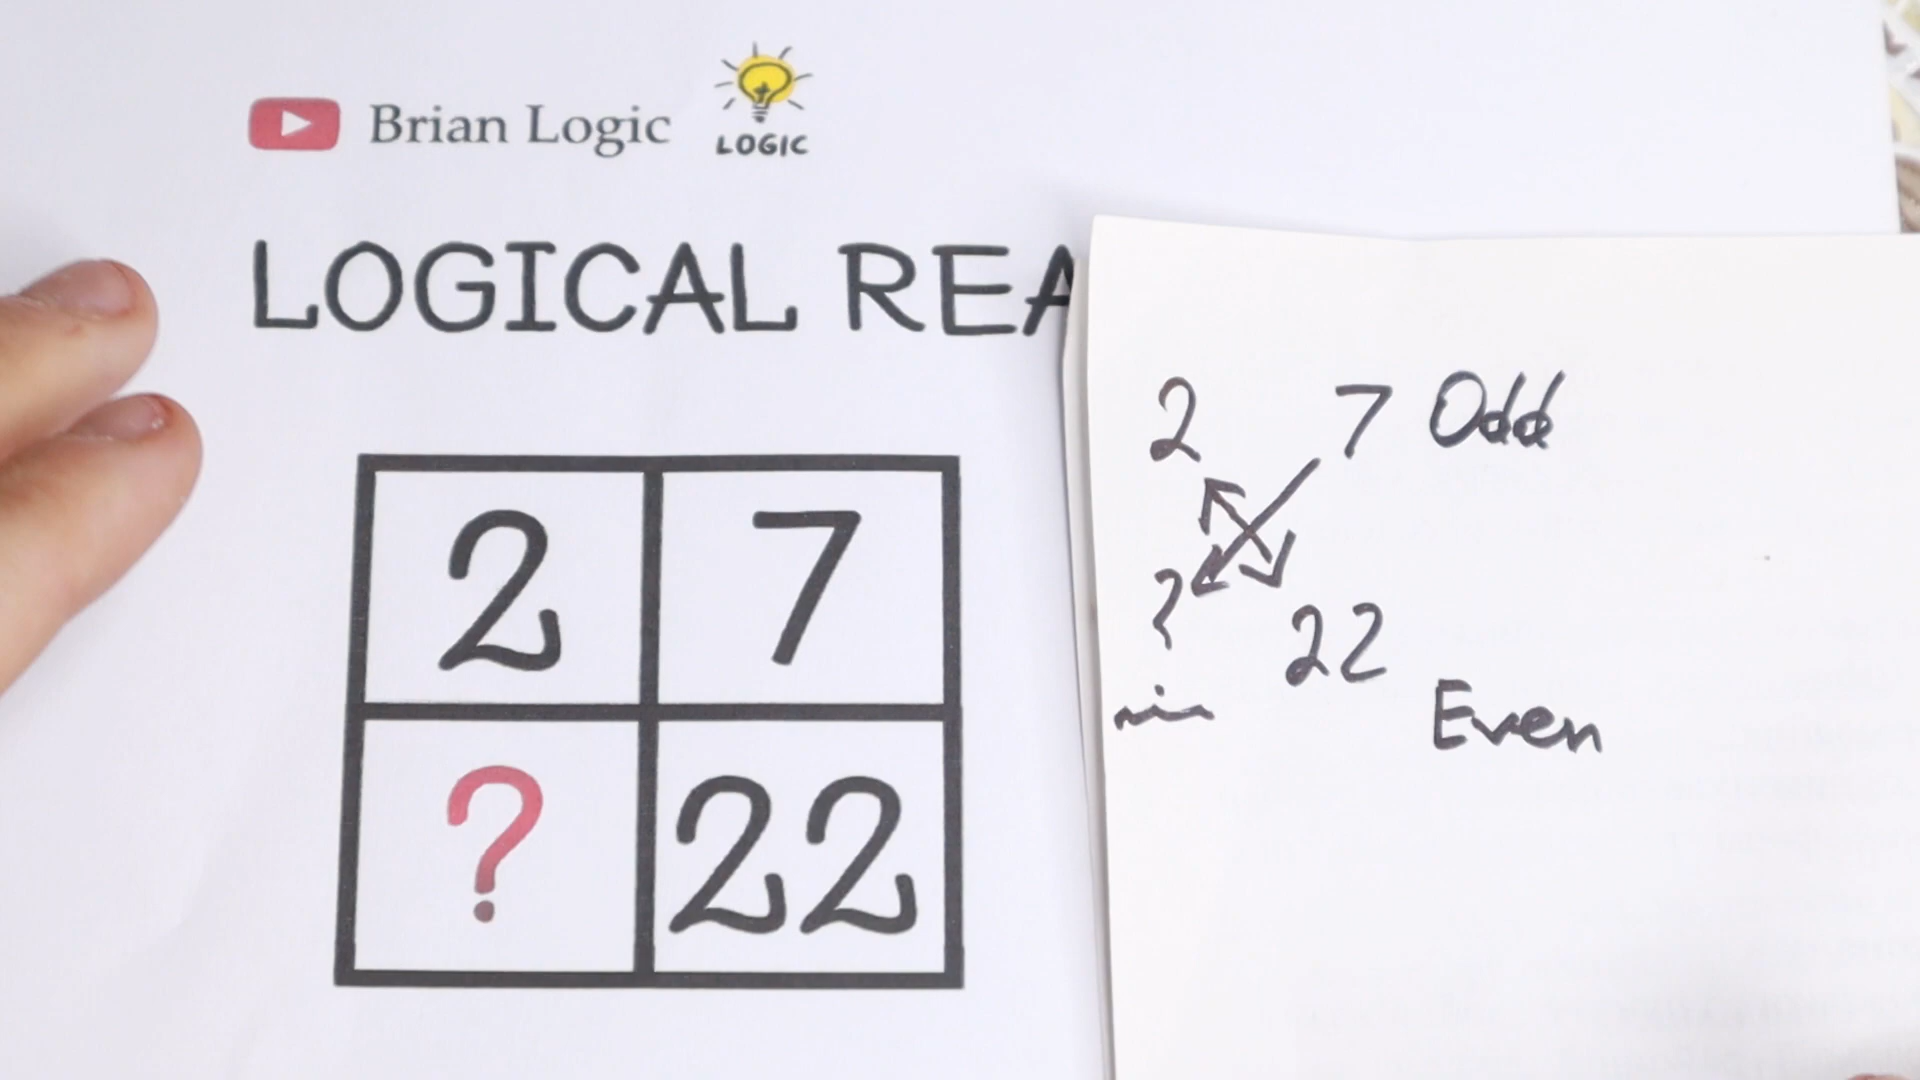 Brian Logic
LOGIC
LOGICAL REA
2 7
? 22
2 7 Odd
? 22
Even